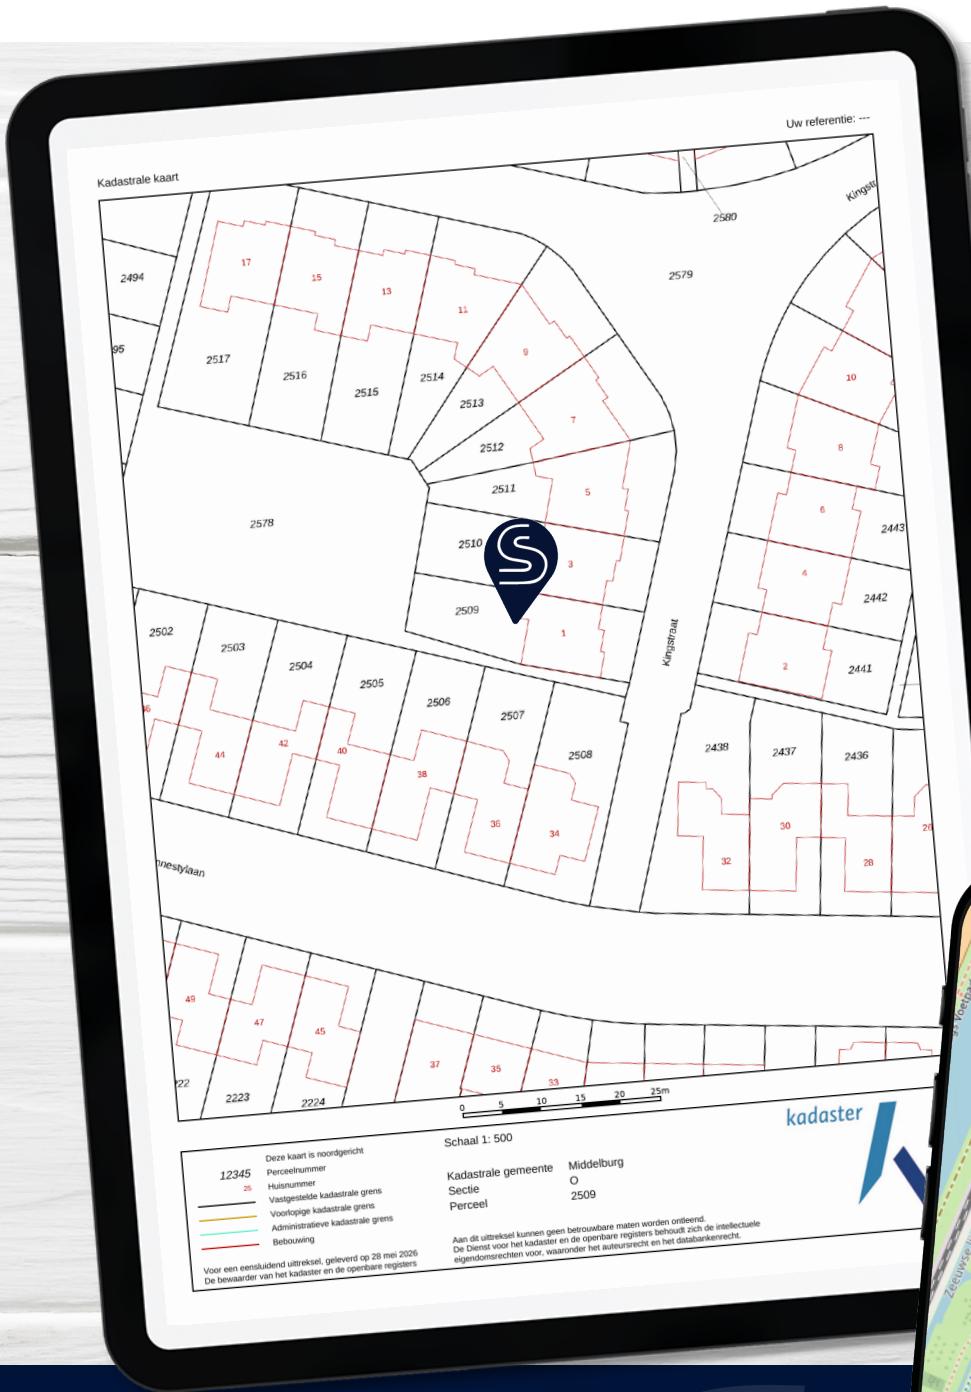 Uw referentie: ---
Kadastrale kaart
2580
2579
2494
95
17
15
13
11
9
7
5
3
1
10
8
6
4
2
2517
2516
2515
2514
2513
2512
2511
2510
2509
2578
2443
2442
2441
Kingstraat
2502
2503
2504
2505
2506
2507
2508
2438
2437
2436
44
42
40
38
36
34
32
30
28
26
nnestylaan
49
47
45
37
35
33
22
2223
2224
0 5 10 15 20 25m
12345
25
Deze kaart is noordgericht
Perceelnummer
Huisnummer
Vastgestelde kadastrale grens
Voorlopige kadastrale grens
Administratieve kadastrale grens
Bebouwing
Voor een eensluidend uittreksel, geleverd op 28 mei 2026
De bewaarder van het kadaster en de openbare registers
Schaal 1: 500
Kadastrale gemeente Middelburg
Sectie O
Perceel 2509
Aan dit uittreksel kunnen geen betrouwbare maten worden ontleend.
De Dienst voor het kadaster en de openbare registers behoudt zich de intellectuele
eigendomsrechten voor, waaronder het auteursrecht en het databankenrecht.
kadaster